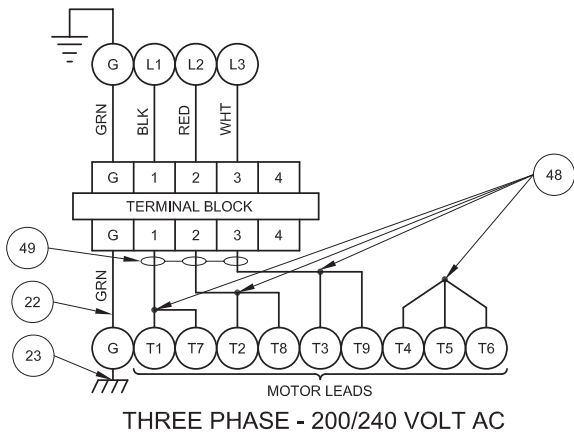 G L1 L2 L3
GRN BLK RED WHT
G 1 2 3 4
TERMINAL BLOCK
G 1 2 3 4
48
49
GRN
22
23
G T1 T7 T2 T8 T3 T9 T4 T5 T6
MOTOR LEADS
THREE PHASE - 200/240 VOLT AC